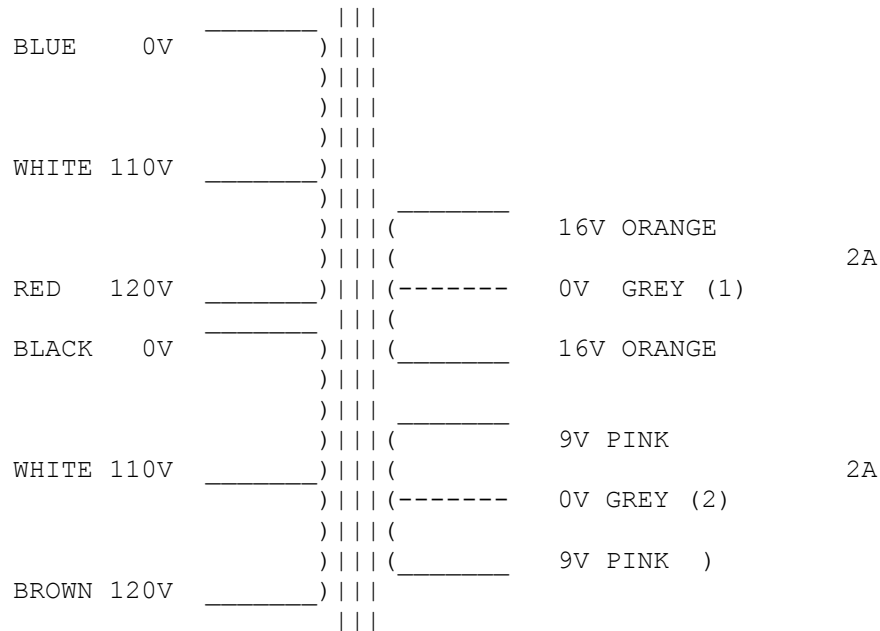 BLUE 0V
WHITE 110V
16V ORANGE
2A
RED 120V 0V GREY (1)
BLACK 0V 16V ORANGE
9V PINK
WHITE 110V 2A
0V GREY (2)
9V PINK )
BROWN 120V